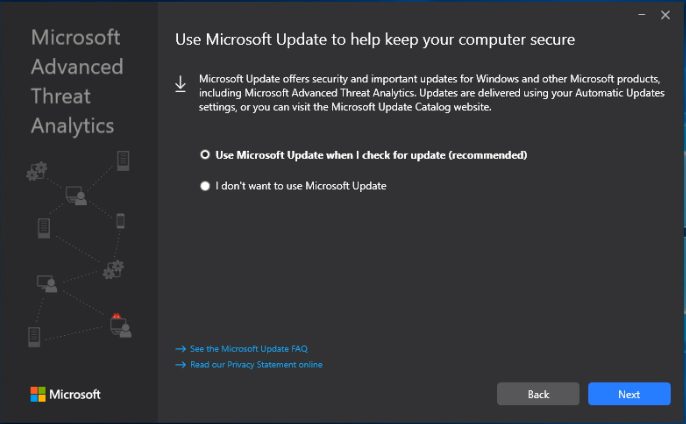 Microsoft
Advanced
Threat
Analytics
Use Microsoft Update to help keep your computer secure
Microsoft Update offers security and important updates for Windows and other Microsoft products,
including Microsoft Advanced Threat Analytics. Updates are delivered using your Automatic Updates
settings, or you can visit the Microsoft Update Catalog website.
Use Microsoft Update when I check for update (recommended)
I don't want to use Microsoft Update
See the Microsoft Update FAQ
Read our Privacy Statement online
Microsoft
Back
Next